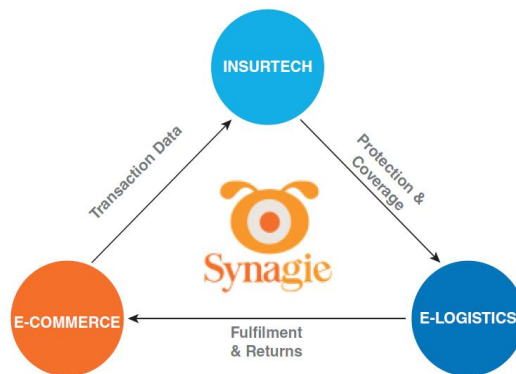 INSURTECH
Transaction Data
Protection &
Coverage
Synagie
E-COMMERCE
E-LOGISTICS
Fulfilment
& Returns